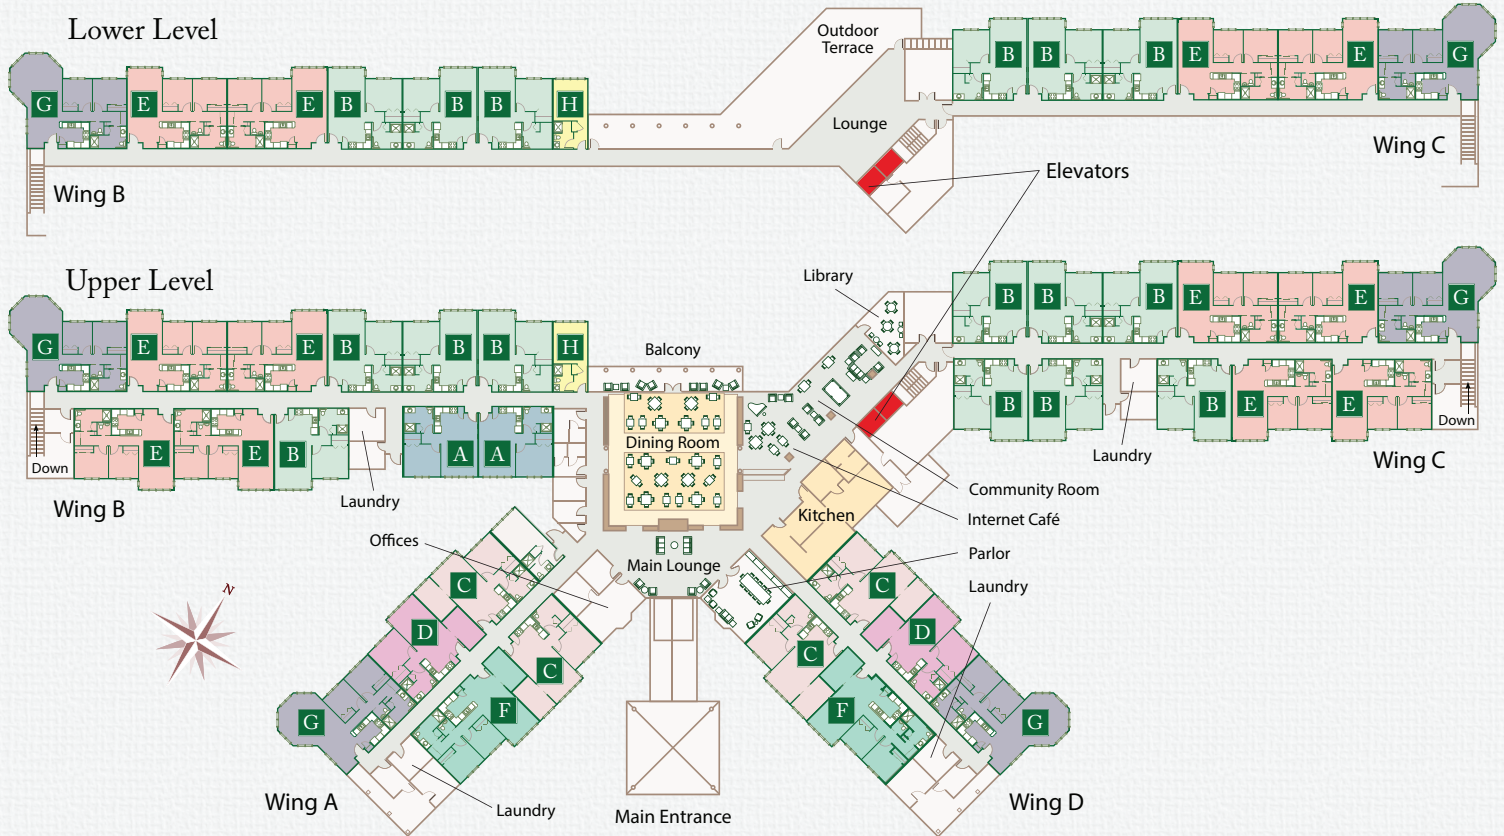 Lower Level
Outdoor
Terrace
B B B E E G
G E E B B B H
Lounge
Wing C
Elevators
Wing B
Upper Level
Library
B B B E E G
G E E B B B H
Balcony
B B B E E
Down
Dining Room
E E B A A
Down
Laundry
Wing C
Laundry
Wing B
Community Room
Kitchen
Internet Café
Offices
Parlor
Main Lounge
Laundry
N
C C
D D
C C
F F
G G
Wing A
Laundry
Main Entrance
Wing D